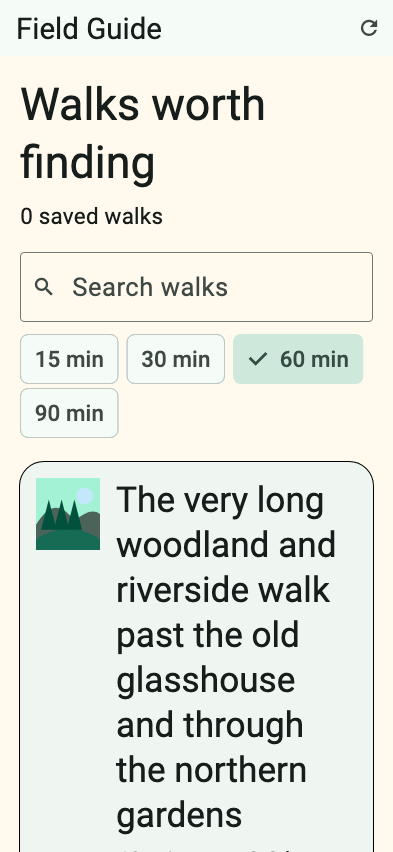 Field Guide
Walks worth
finding
0 saved walks
Search walks
15 min
30 min
60 min
90 min
The very long
woodland and
riverside walk
past the old
glasshouse
and through
the northern
gardens